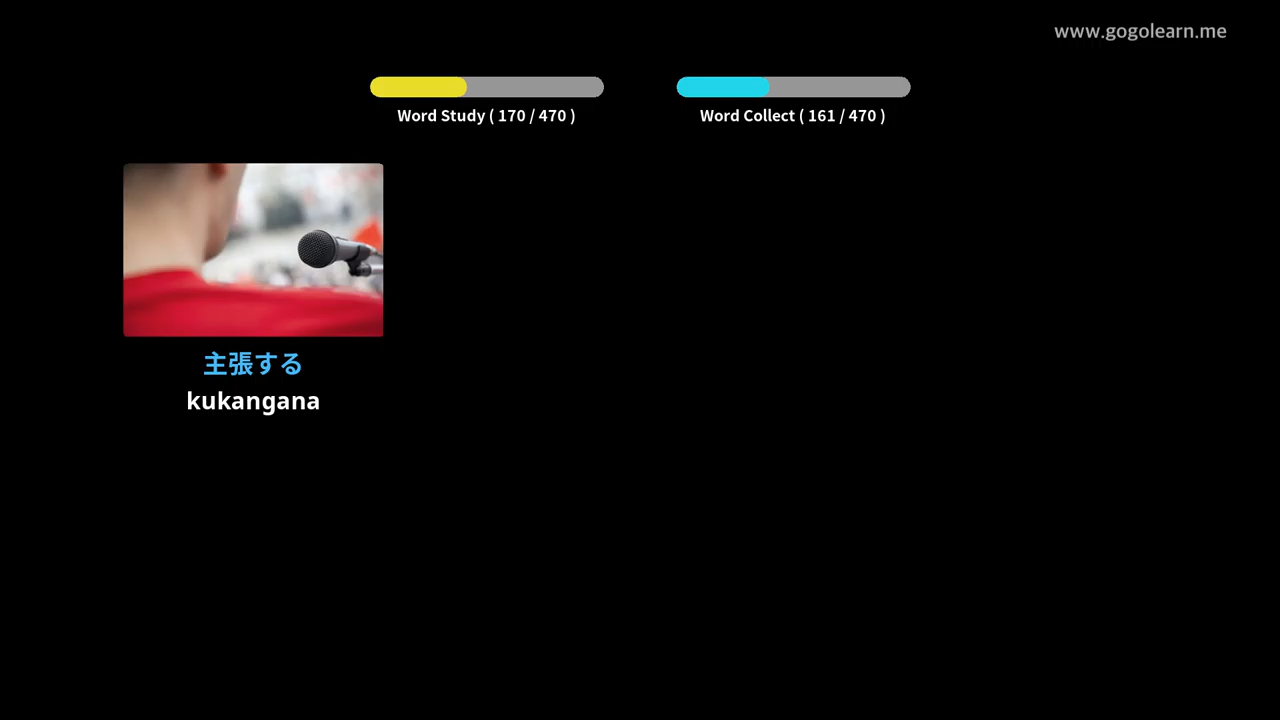 www.gogolearn.me
Word Study ( 170 / 470 )
Word Collect ( 161 / 470 )
主張する
kukangana